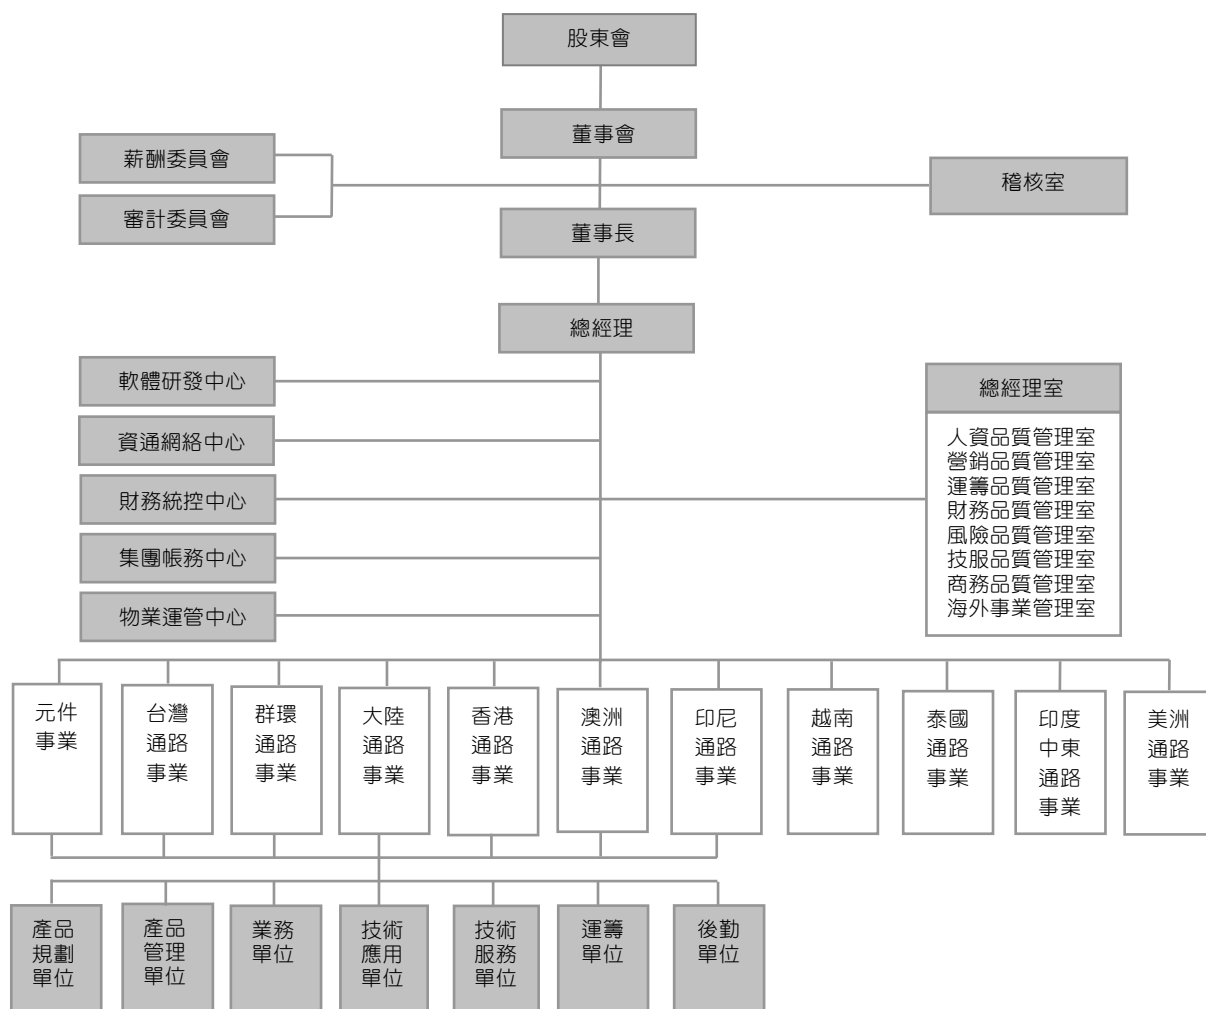 股東會
董事會
薪酬委員會
審計委員會
稽核室
董事長
總經理
軟體研發中心
資通網絡中心
財務統控中心
集團帳務中心
物業運管中心
總經理室
人資品質管理室
營銷品質管理室
運籌品質管理室
財務品質管理室
風險品質管理室
技服品質管理室
商務品質管理室
海外事業管理室
元件
事業
台灣
通路
事業
群環
通路
事業
大陸
通路
事業
香港
通路
事業
澳洲
通路
事業
印尼
通路
事業
越南
通路
事業
泰國
通路
事業
印度
中東
通路
事業
美洲
通路
事業
產品
規劃
單位
產品
管理
單位
業務
單位
技術
應用
單位
技術
服務
單位
運籌
單位
後勤
單位